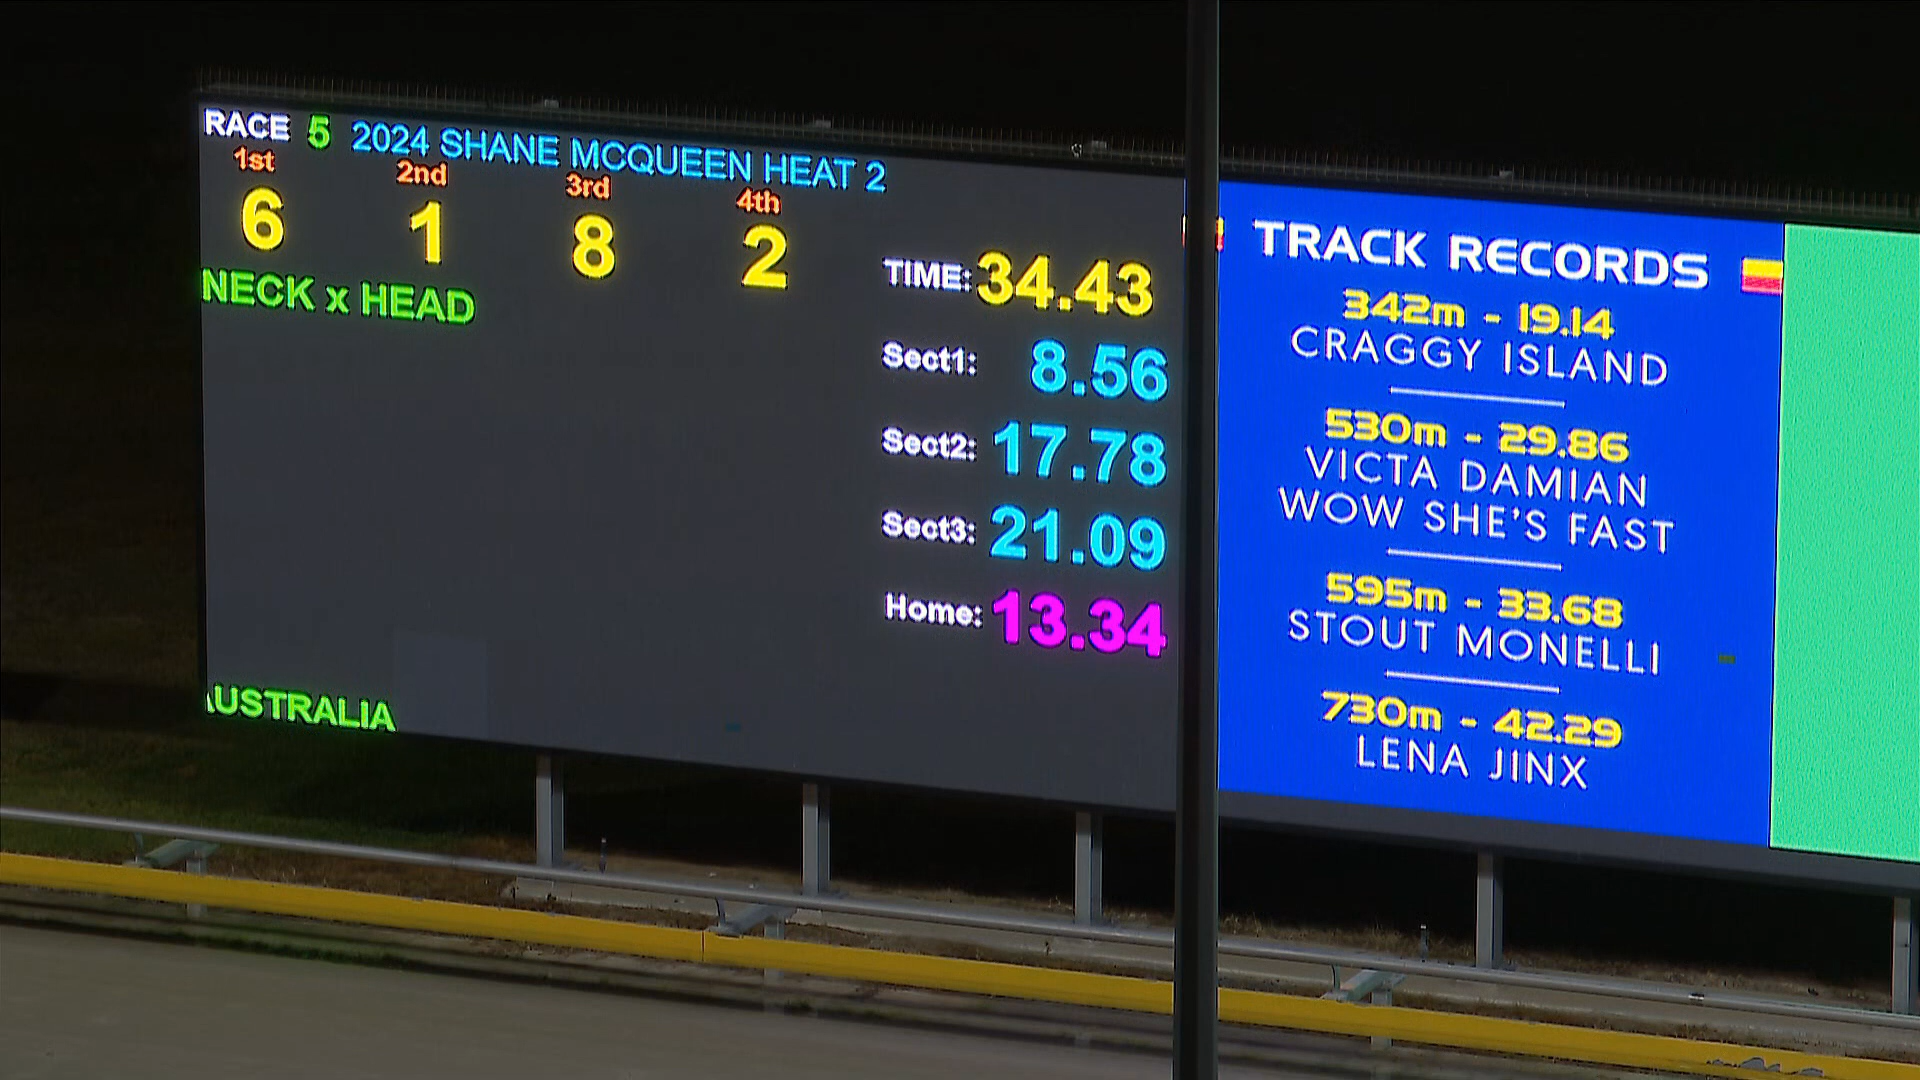 RACE 5 2024 SHANE MCQUEEN HEAT 2
1st 2nd 3rd 4th
6 1 8 2
NECK x HEAD
TIME: 34.43
Sect1: 8.56
Sect2: 17.78
Sect3: 21.09
Home: 13.34
AUSTRALIA
TRACK RECORDS
342m - 19.14
CRAGGY ISLAND
530m - 29.86
VICTA DAMIAN
WOW SHE'S FAST
595m - 33.68
STOUT MONELLI
730m - 42.29
LENA JINX